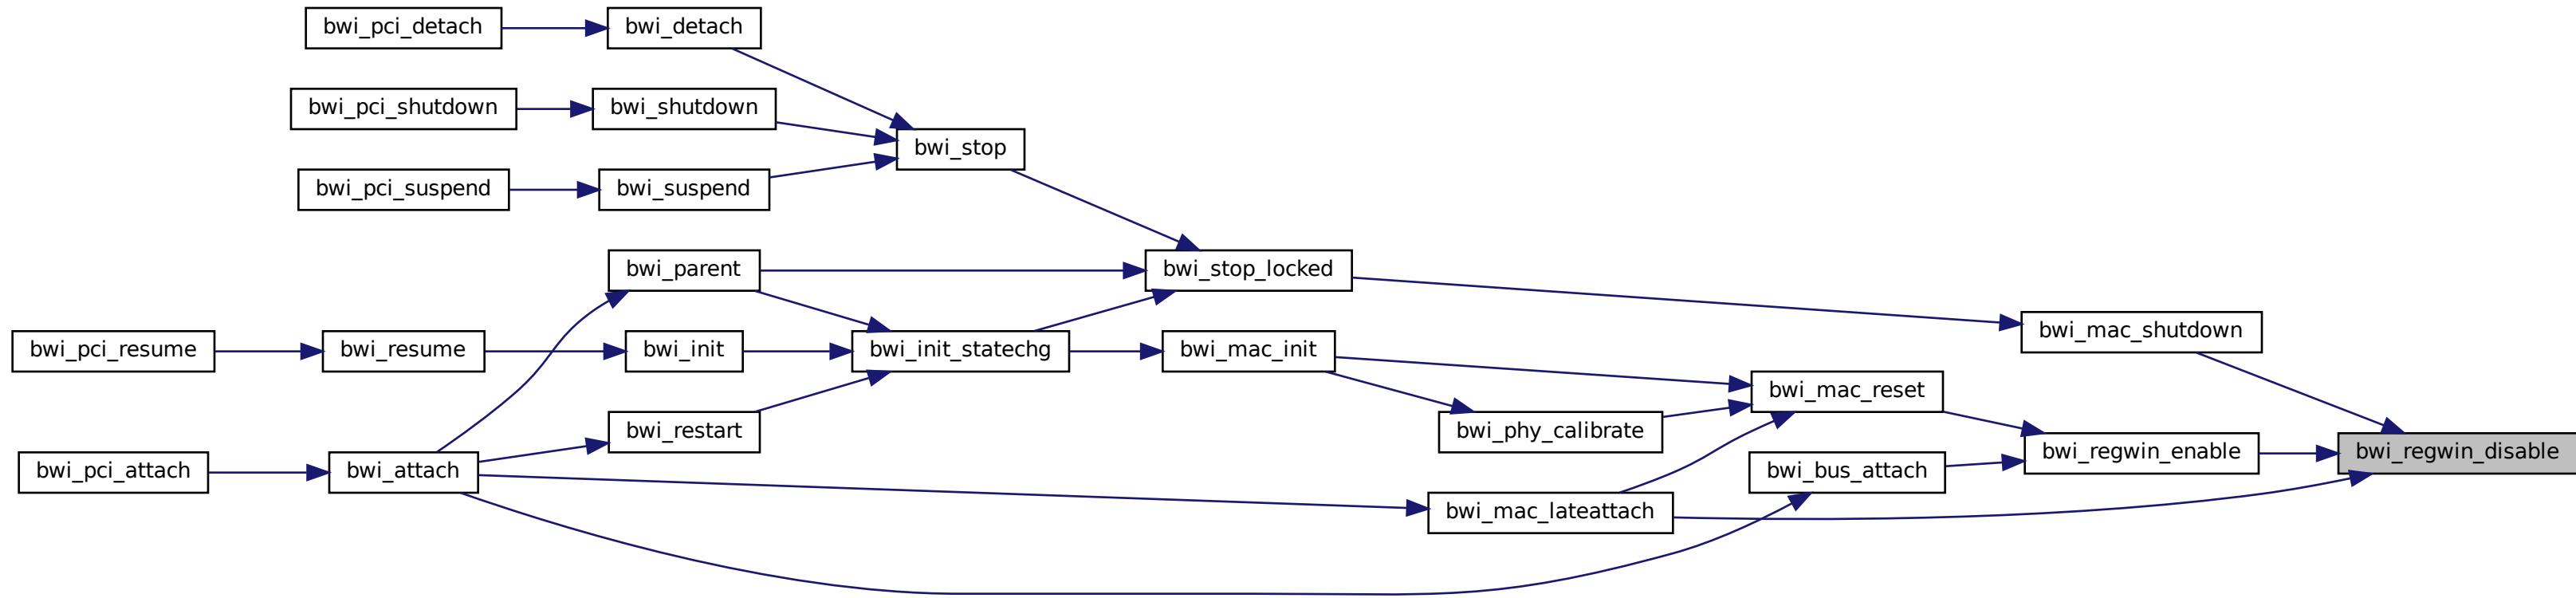 bwi_pci_detach
bwi_detach
bwi_pci_shutdown
bwi_shutdown
bwi_stop
bwi_pci_suspend
bwi_suspend
bwi_parent
bwi_stop_locked
bwi_mac_shutdown
bwi_pci_resume
bwi_resume
bwi_init
bwi_init_statechg
bwi_mac_init
bwi_mac_reset
bwi_restart
bwi_phy_calibrate
bwi_regwin_enable
bwi_regwin_disable
bwi_pci_attach
bwi_attach
bwi_bus_attach
bwi_mac_lateattach